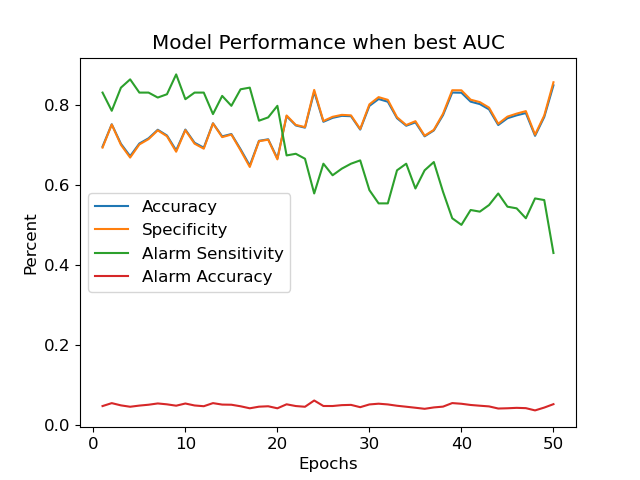 Model Performance when best AUC
0.8
0.6
0.4
0.2
0.0
Percent
Accuracy
Specificity
Alarm Sensitivity
Alarm Accuracy
0 10 20 30 40 50
Epochs